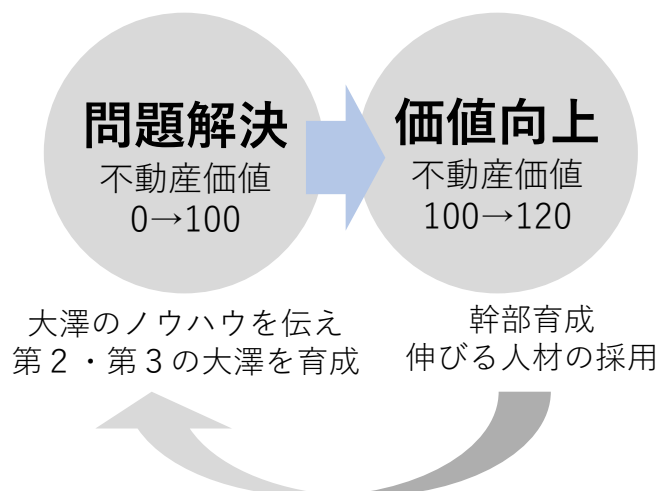 問題解決
不動産価値
0→100
価値向上
不動産価値
100→120
大澤のノウハウを伝え
第２・第３の大澤を育成
幹部育成
伸びる人材の採用